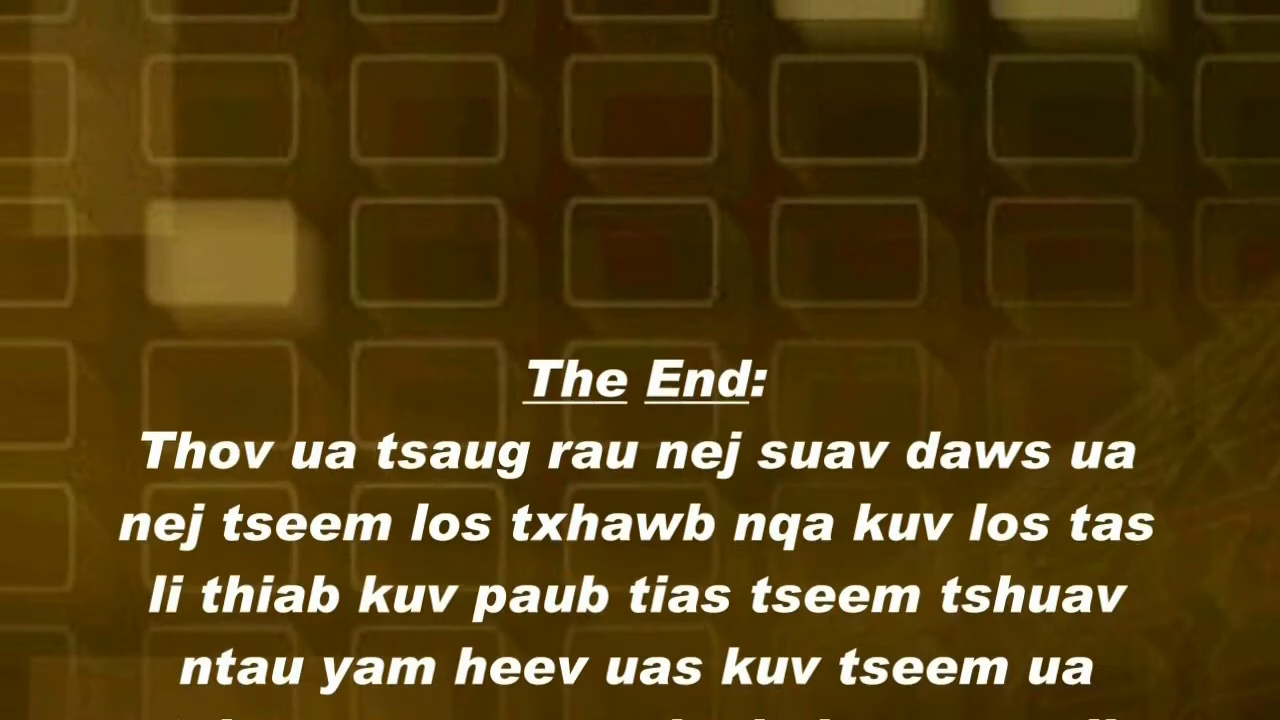 The End:
Thov ua tsaug rau nej suav daws ua
nej tseem los txhawb nqa kuv los tas
li thiab kuv paub tias tseem tshuav
ntau yam heev uas kuv tseem ua